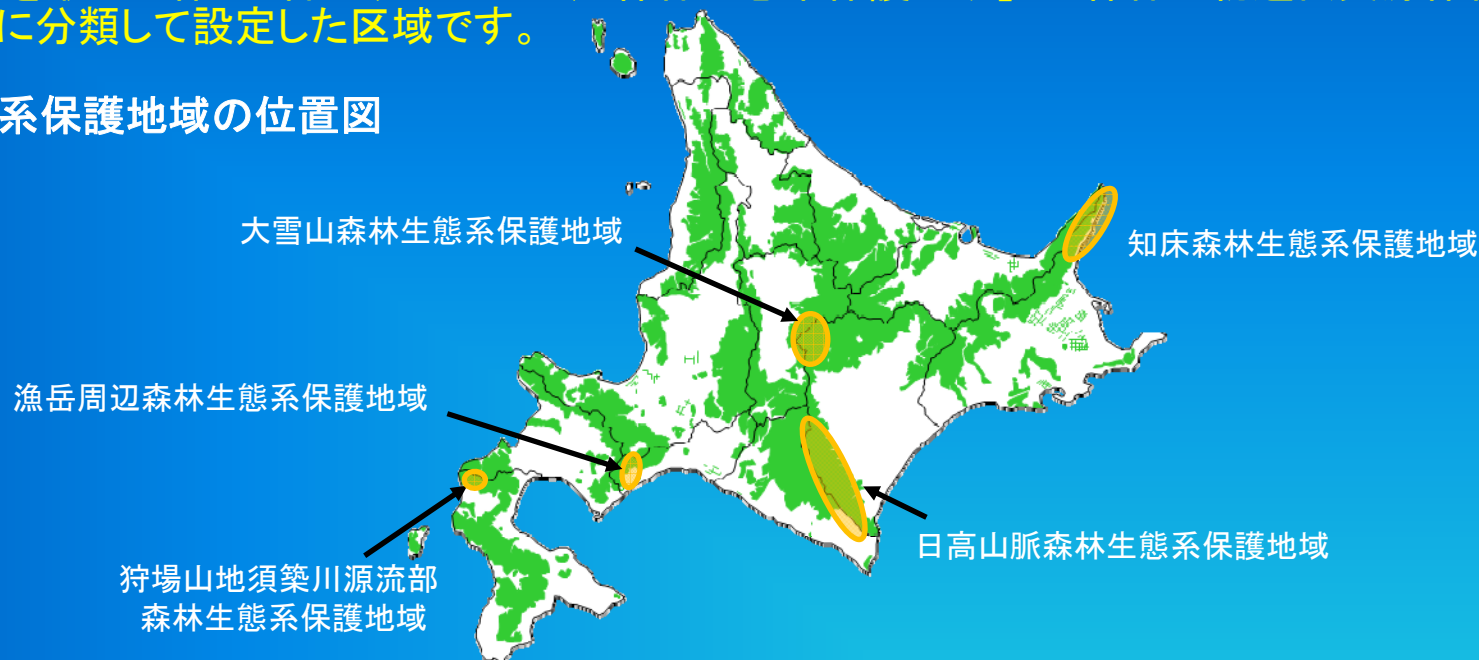 に分類して設定した区域です。
系保護地域の位置図
大雪山森林生態系保護地域
知床森林生態系保護地域
漁岳周辺森林生態系保護地域
日高山脈森林生態系保護地域
狩場山地須築川源流部
森林生態系保護地域